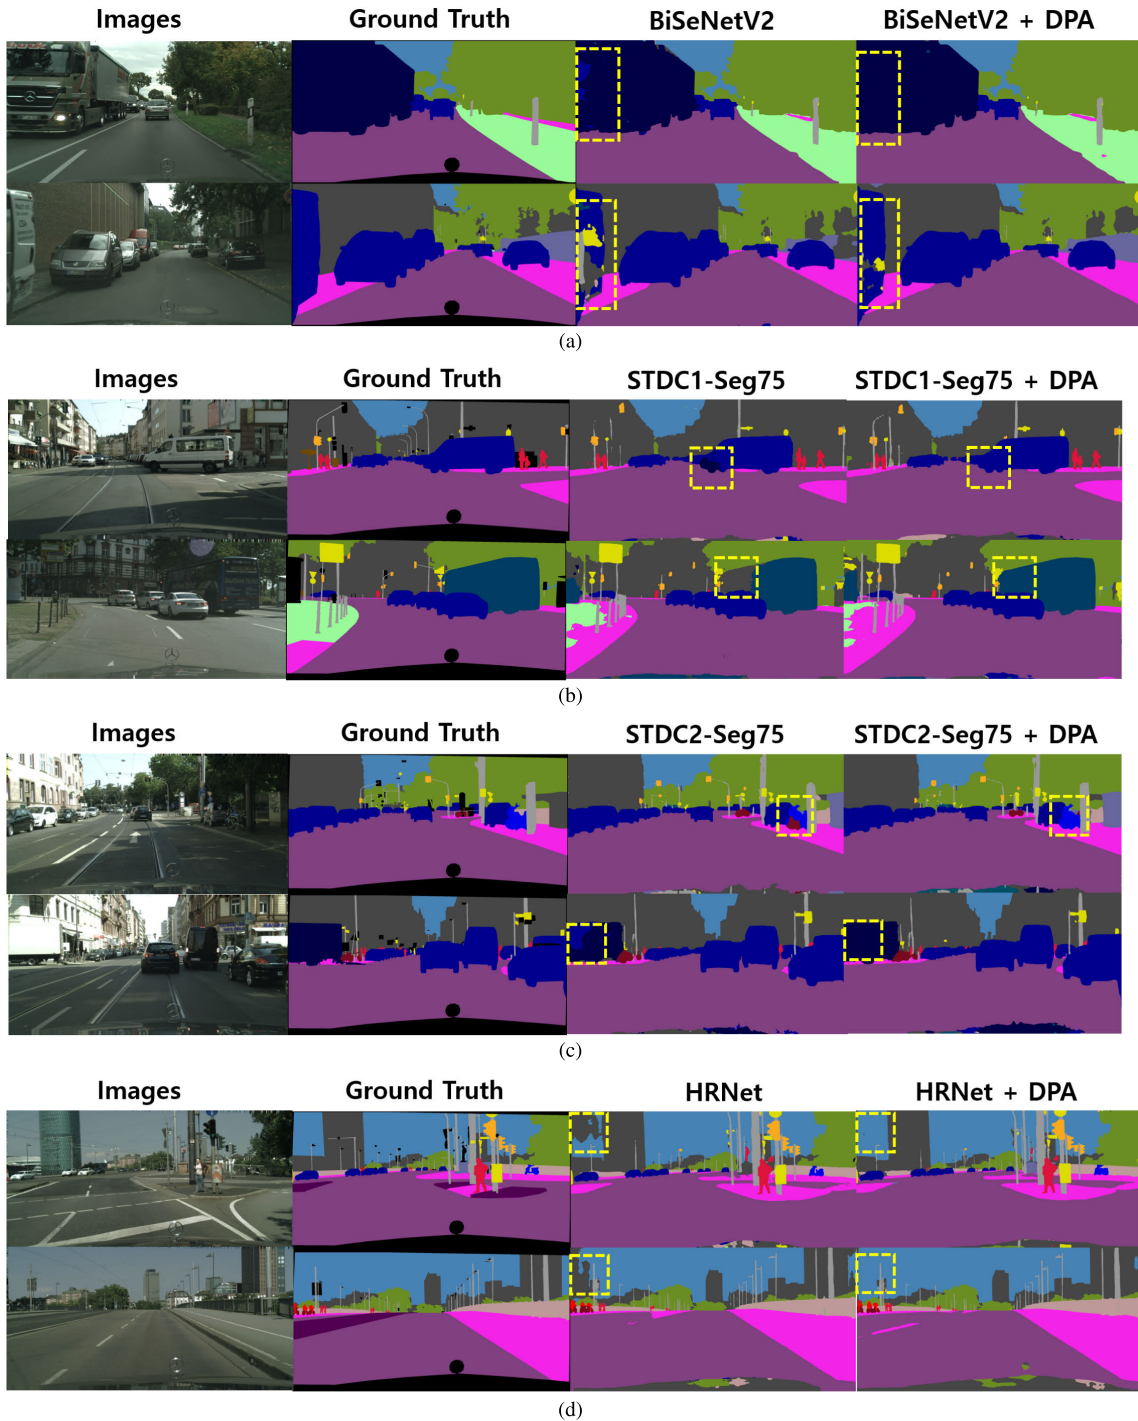 Images Ground Truth BiSeNetV2 BiSeNetV2 + DPA
(a)
Images Ground Truth STDC1-Seg75 STDC1-Seg75 + DPA
(b)
Images Ground Truth STDC2-Seg75 STDC2-Seg75 + DPA
(c)
Images Ground Truth HRNet HRNet + DPA
(d)